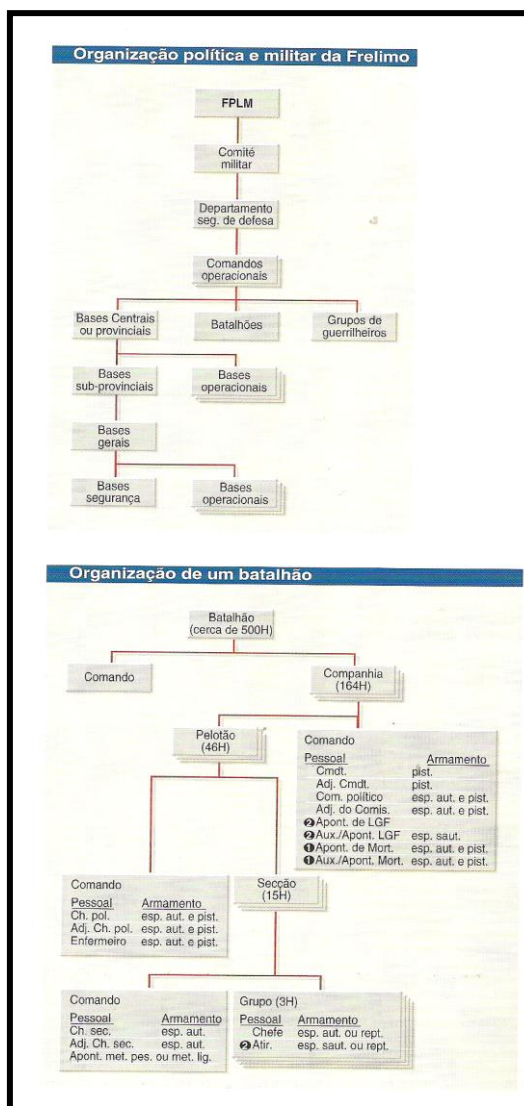 Organização política e militar da Frelimo
FPLM
Comité
militar
Departamento
seg. de defesa
Comandos
operacionais
Bases Centrais
ou provinciais
Batalhões
Grupos de
guerrilheiros
Bases
sub-provinciais
Bases
operacionais
Bases
gerais
Bases
segurança
Bases
operacionais
Organização de um batalhão
Batalhão
(cerca de 500H)
Comando
Companhia
(164H)
Pelotão
(46H)
Comando
Pessoal Armamento
Cmdt. pist.
Adj. Cmdt. pist.
Com. político esp. aut. e pist.
Adj. do Comis. esp. aut. e pist.
❷Apont. de LGF
❷Aux./Apont. LGF esp. saut.
❶Apont. de Mort. esp. aut. e pist.
❶Aux./Apont. Mort. esp. aut. e pist.
Comando
Pessoal Armamento
Ch. pol. esp. aut. e pist.
Adj. Ch. pol. esp. aut. e pist.
Enfermeiro esp. aut. e pist.
Secção
(15H)
Comando
Pessoal Armamento
Ch. sec. esp. aut.
Adj. Ch. sec. esp. aut.
Apont. met. pes. ou met. lig.
Grupo (3H)
Pessoal Armamento
Chefe esp. aut. ou rept.
❷Atir. esp. saut. ou rept.